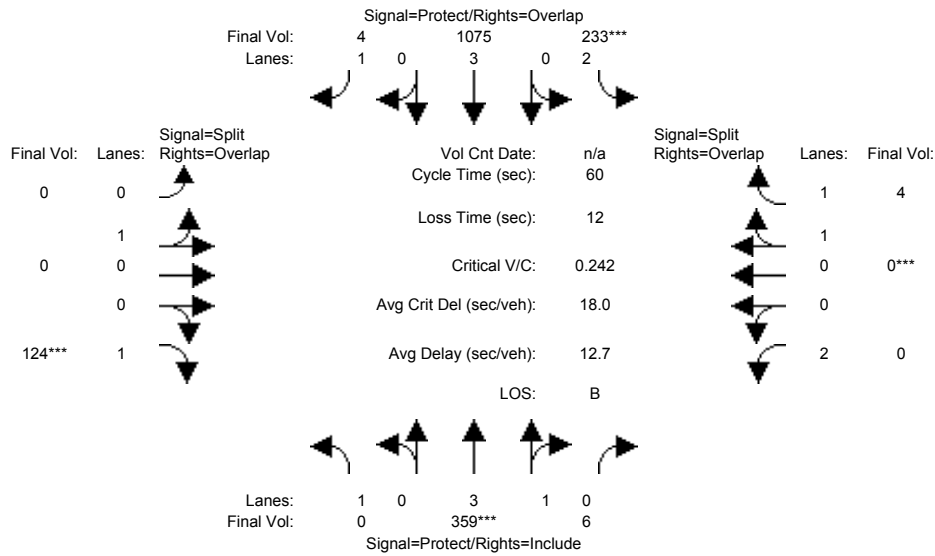 Signal=Protect/Rights=Overlap
Final Vol: 4 1075 233***
Lanes: 1 0 3 0 2
Signal=Split
Final Vol: Lanes: Rights=Overlap
Vol Cnt Date: n/a
Signal=Split
Rights=Overlap Lanes: Final Vol:
Cycle Time (sec): 60
0 0
1 4
Loss Time (sec): 12
1
1
0 0
Critical V/C: 0.242
0 0***
0
Avg Crit Del (sec/veh): 18.0
0
124*** 1
Avg Delay (sec/veh): 12.7
2 0
LOS: B
Lanes: 1 0 3 1 0
Final Vol: 0 359*** 6
Signal=Protect/Rights=Include